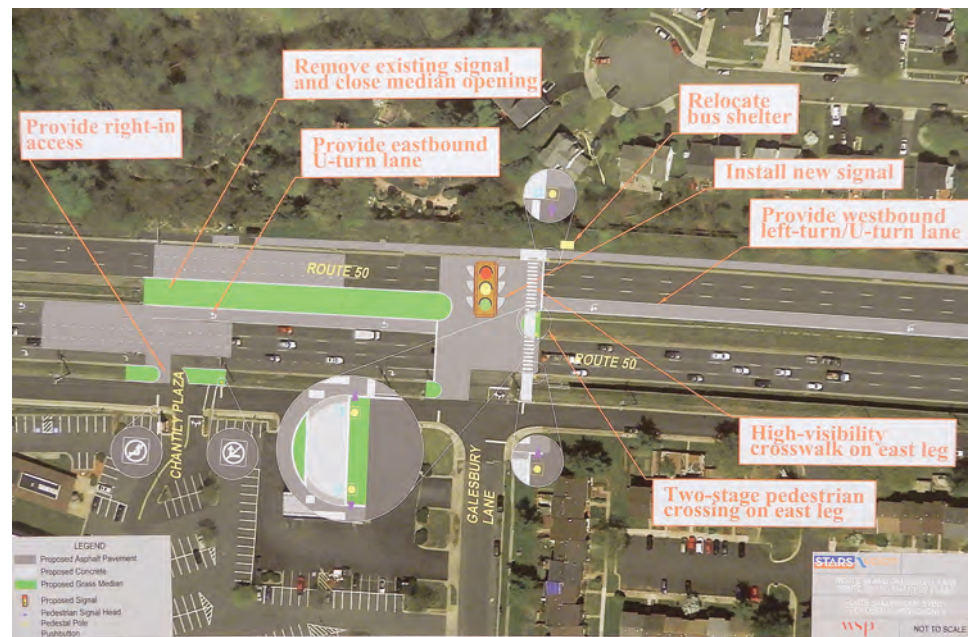 Remove existing signal
and close median opening
Provide right-in
access
Provide eastbound
U-turn lane
Relocate
bus shelter
Install new signal
Provide westbound
left-turn/U-turn lane
ROUTE 50
ROUTE 50
CHANTILY PLAZA
GALESBURY
LANE
High-visibility
crosswalk on east leg
Two-stage pedestrian
crossing on east leg
LEGEND
Proposed Asphalt Pavement
Proposed Concrete
Proposed Grass Median
Proposed Signal
Pedestrian Signal Head
Pedestal Pole
Pushbutton
STARS
wsp
NOT TO SCALE